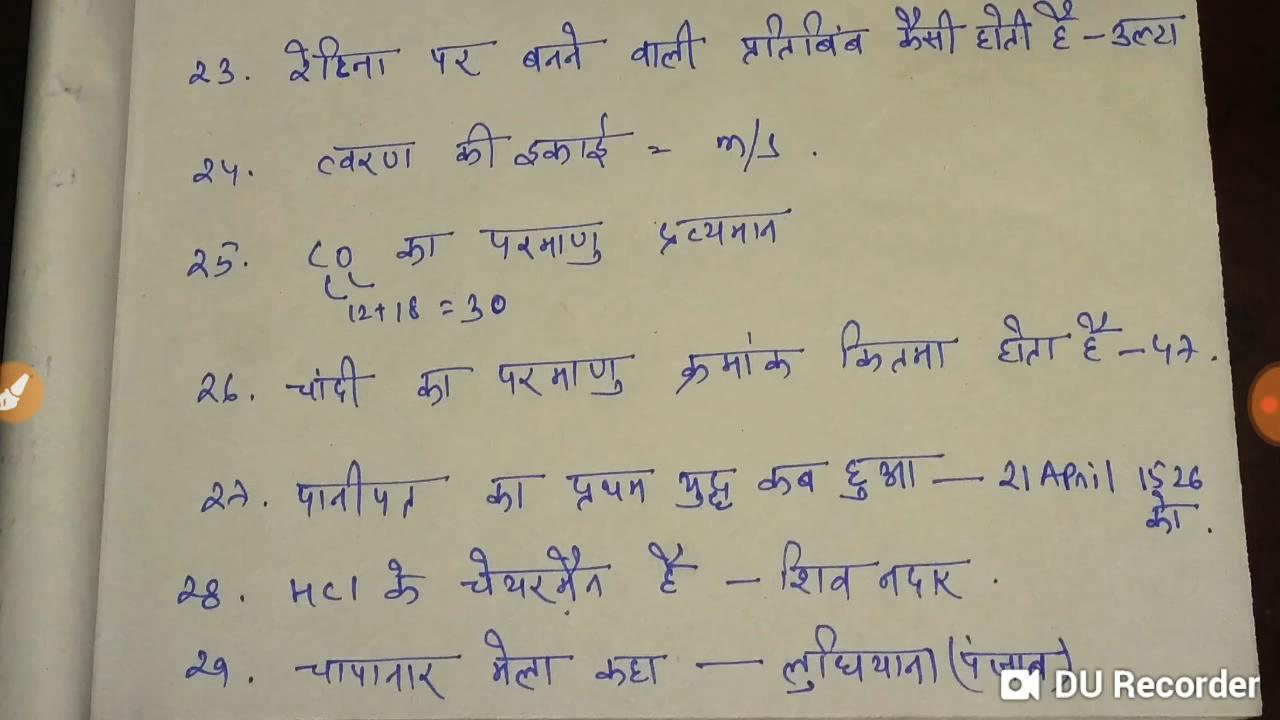 23. रेटिना पर बनने वाली प्रतिबिंब कैसी होती है – उल्टा
24. त्वरण की इकाई = m/s.
25. CO का परमाणु द्रव्यमान
12+18 = 30
26. चांदी का परमाणु क्रमांक कितना होता है – 47.
27. पानीपत का प्रथम युद्ध कब हुआ — 21 April 1526
को.
28. HCl के चेयरमैन है – शिव नदार.
29. चापानार मेला कहा — लुधियाना (पंजाब)
DU Recorder